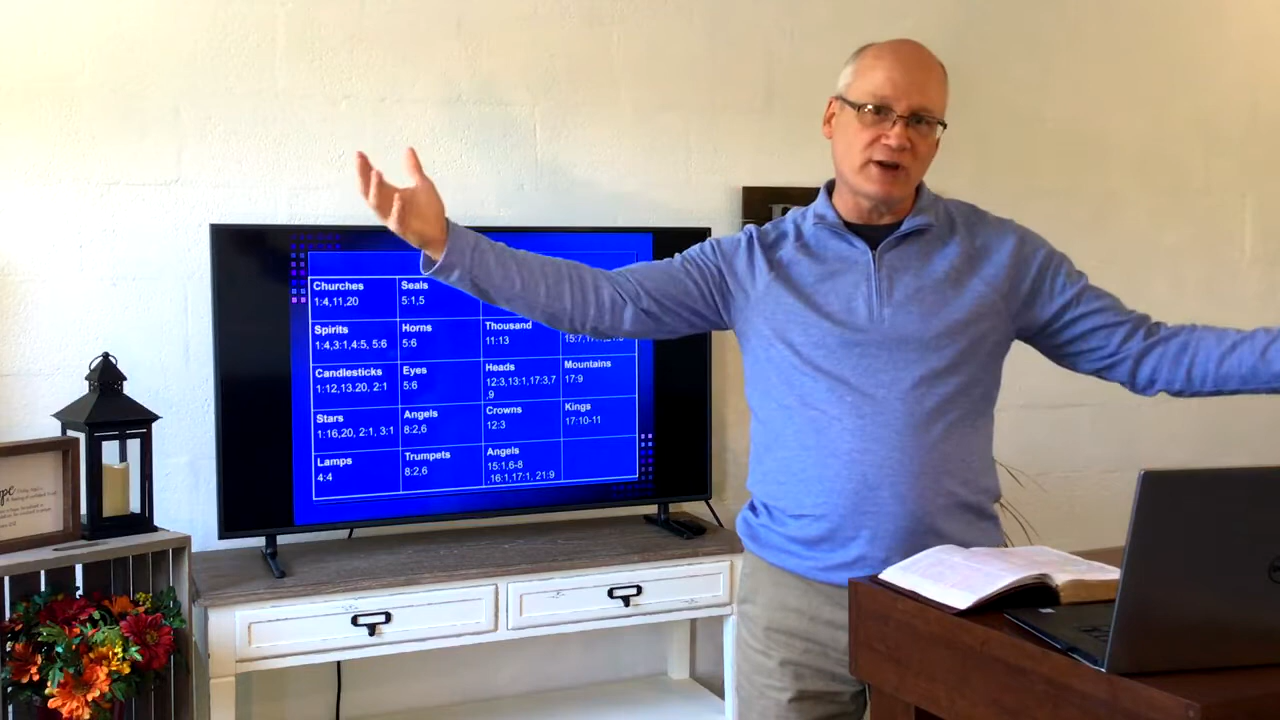 Churches
1:4,11,20
Seals
5:1,5
Spirits
1:4,3:1,4:5, 5:6
Horns
5:6
Thousand
11:13
Candlesticks
1:12,13.20, 2:1
Eyes
5:6
Heads
12:3,13:1,17:3,7
,9
Mountains
17:9
Stars
1:16,20, 2:1, 3:1
Angels
8:2,6
Crowns
12:3
Kings
17:10-11
Lamps
4:4
Trumpets
8:2,6
Angels
15:1,6-8
,16:1,17:1, 21:9